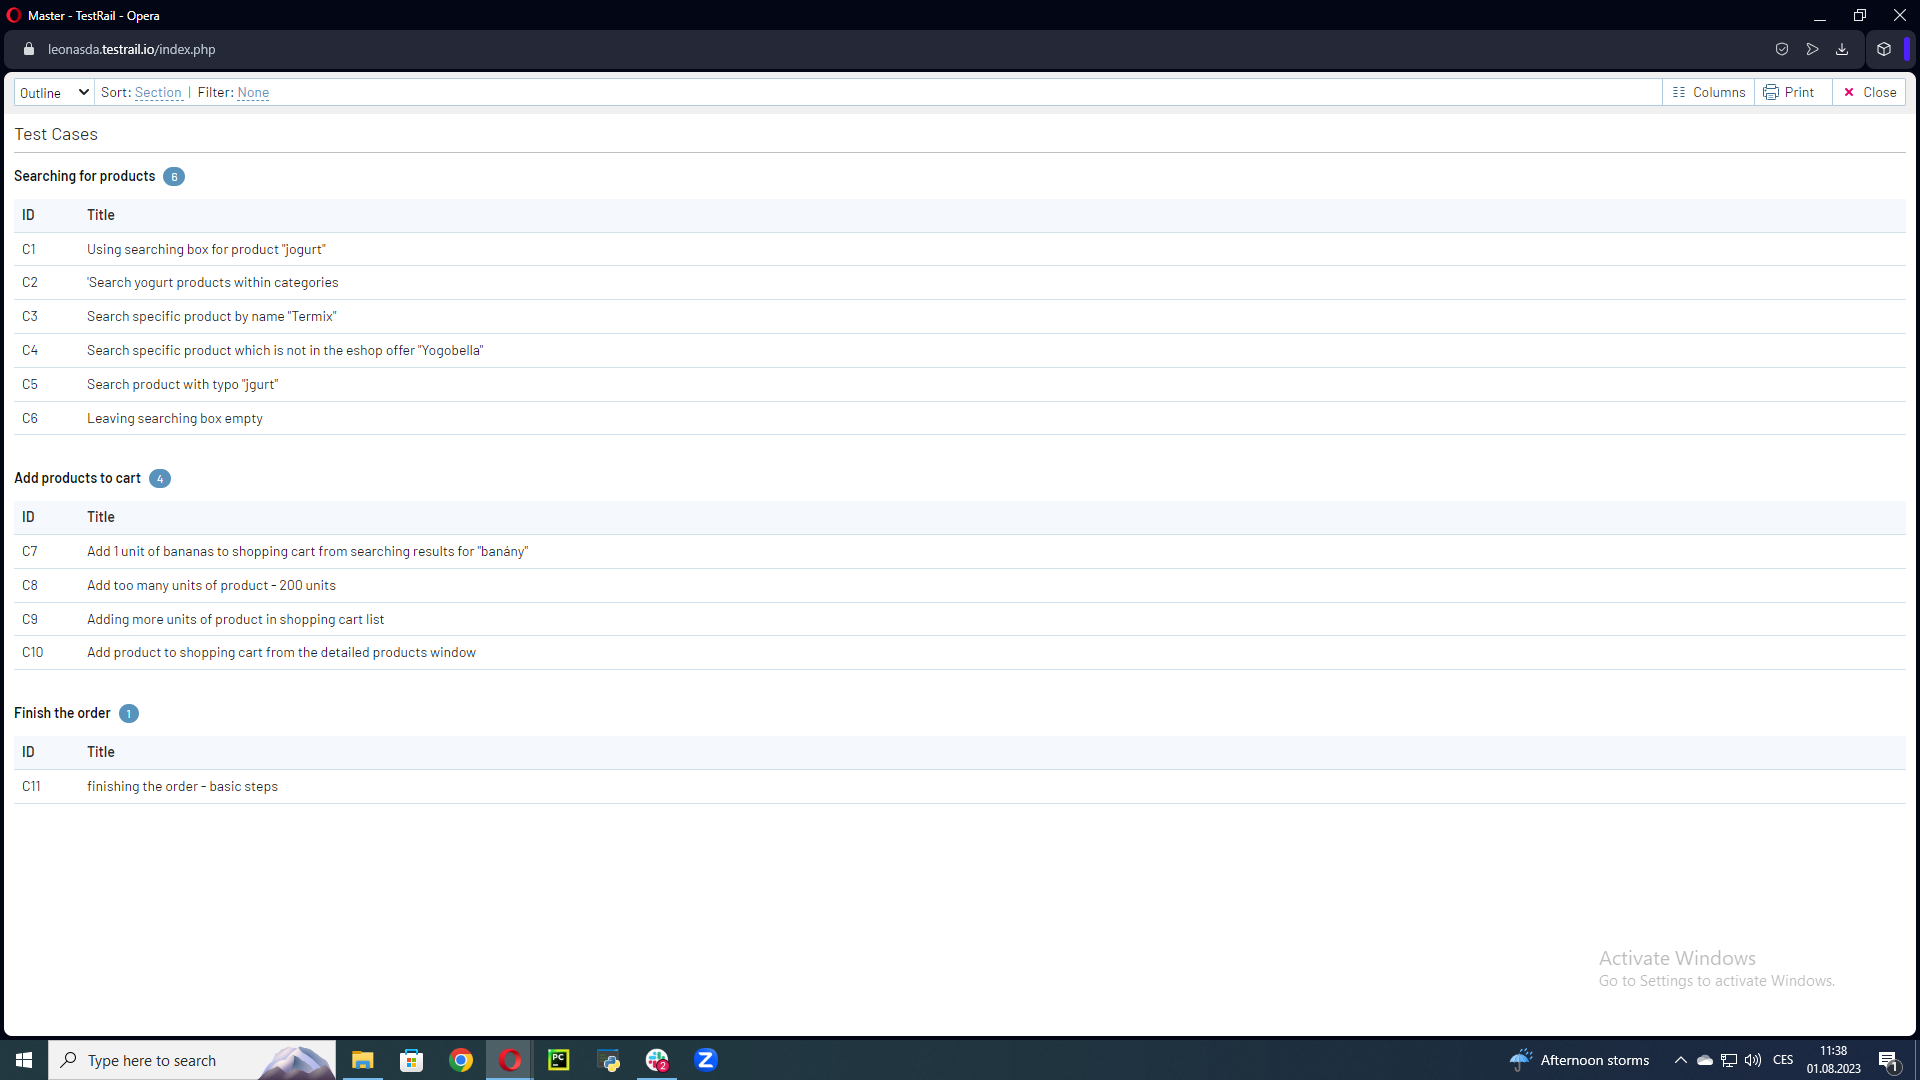 Master - TestRail - Opera
leonasda.testrail.io/index.php
Outline Sort: Section | Filter: None Columns Print Close
Test Cases
Searching for products 6
ID Title
C1 Using searching box for product "jogurt"
C2 'Search yogurt products within categories
C3 Search specific product by name "Termix"
C4 Search specific product which is not in the eshop offer "Yogobella"
C5 Search product with typo "jgurt"
C6 Leaving searching box empty
Add products to cart 4
ID Title
C7 Add 1 unit of bananas to shopping cart from searching results for "banány"
C8 Add too many units of product - 200 units
C9 Adding more units of product in shopping cart list
C10 Add product to shopping cart from the detailed products window
Finish the order 1
ID Title
C11 finishing the order - basic steps
Activate Windows
Go to Settings to activate Windows.
Type here to search PC 2 Z Afternoon storms CES 11:38 1
01.08.2023